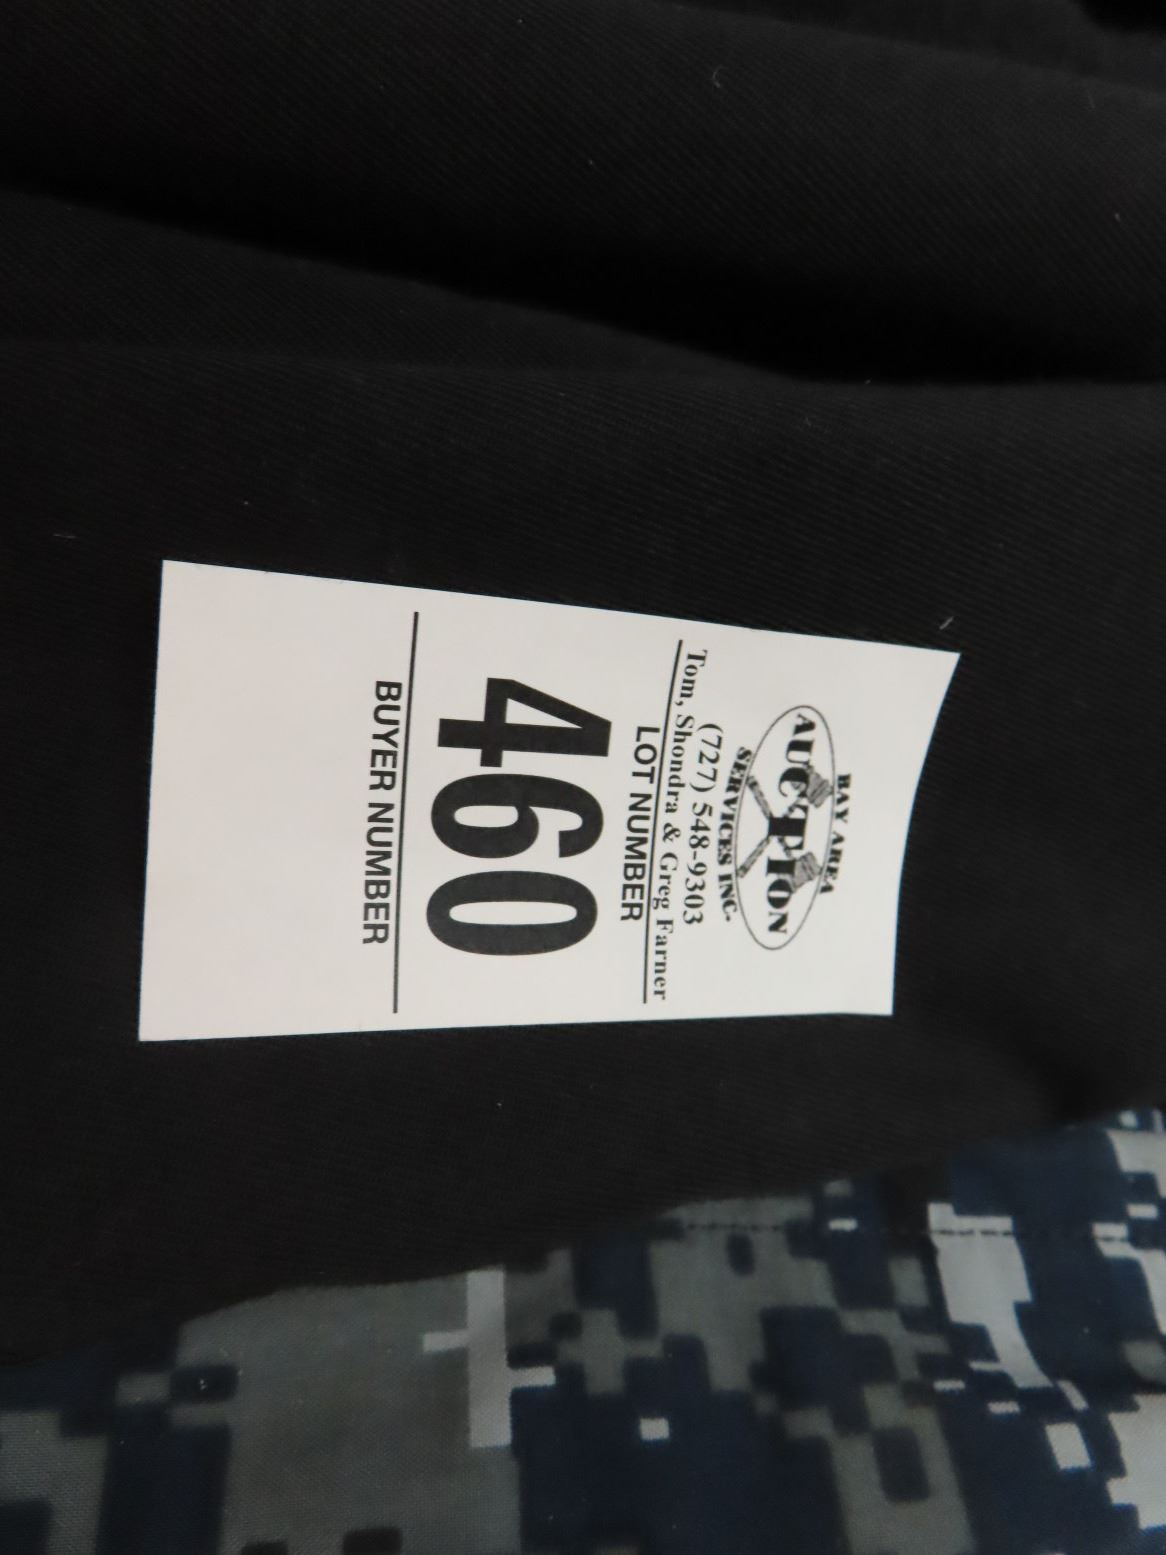 BAY AREA
AUCTION
SERVICES INC-
(727) 548-9303
Tom, Shondra & Greg Farner
LOT NUMBER
460
BUYER NUMBER